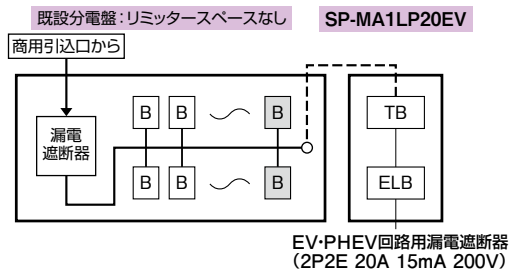 既設分電盤：リミッタースペースなし
SP-MA1LP20EV
商用引込口から
漏電
遮断器
B B B
B B B
TB
ELB
EV・PHEV回路用漏電遮断器
（2P2E 20A 15mA 200V）